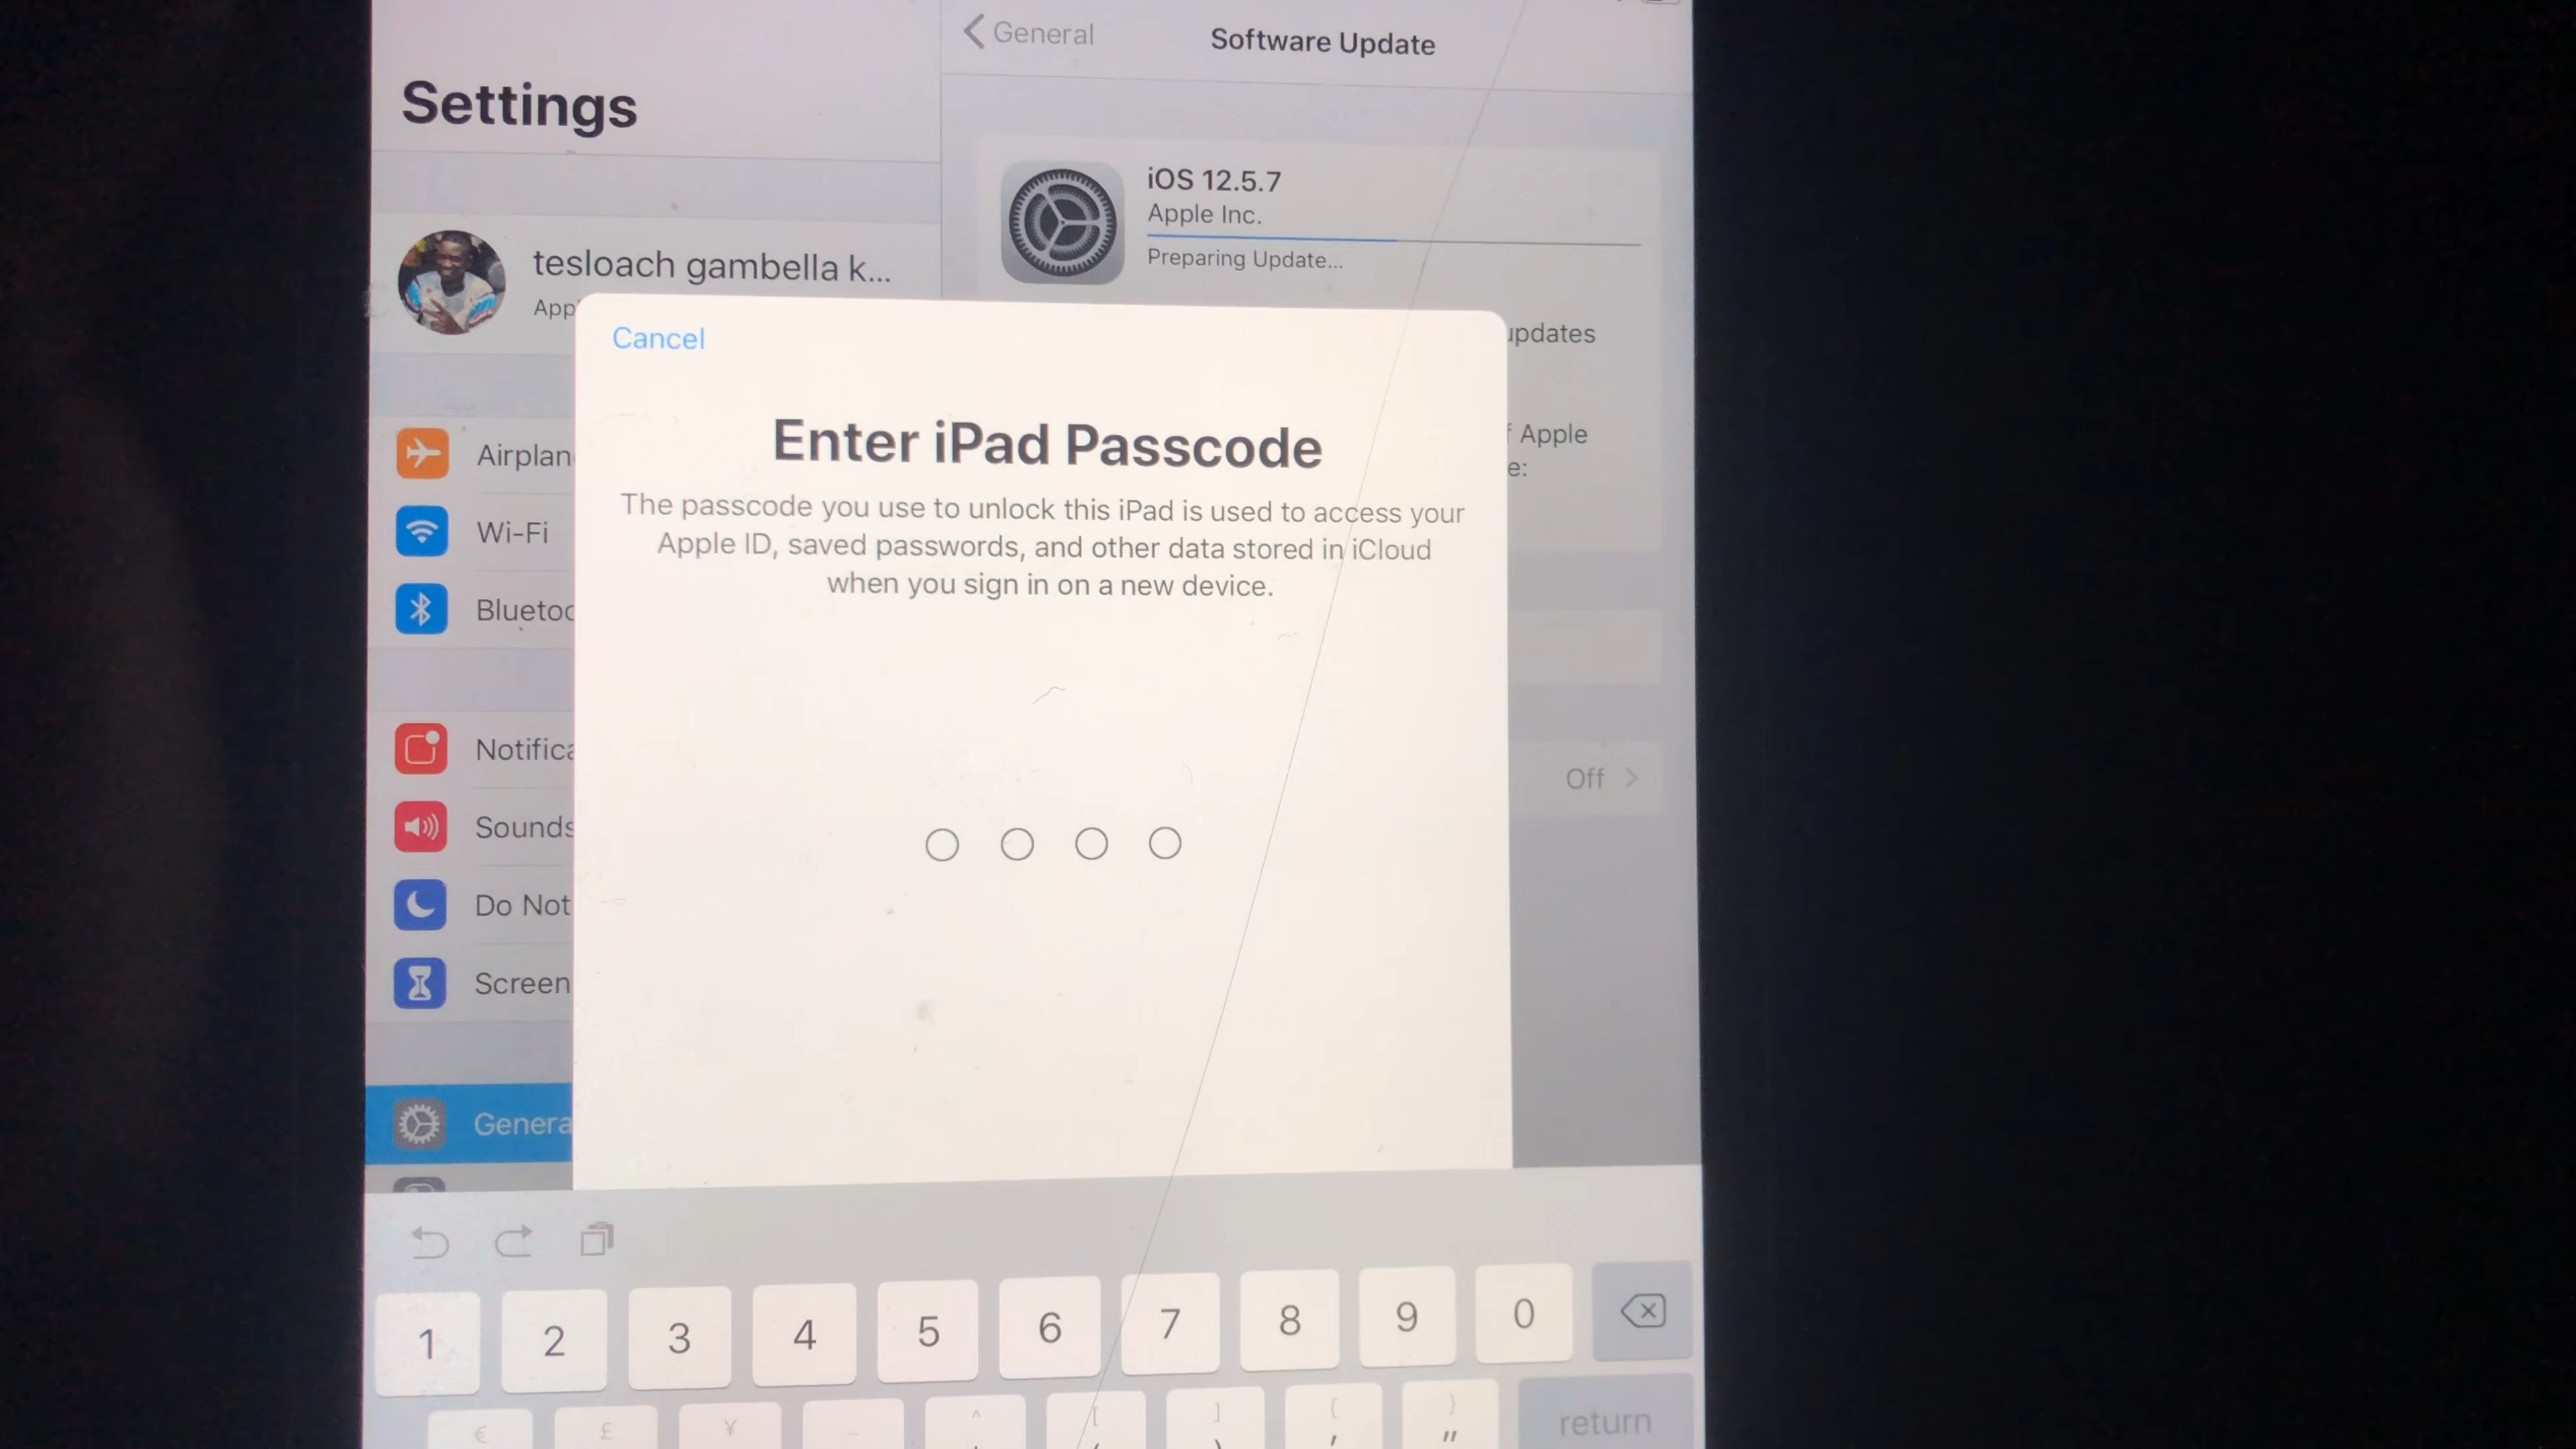 General
Software Update
Settings
iOS 12.5.7
Apple Inc.
Preparing Update...
tesloach gambella k...
App
Cancel
updates
Enter iPad Passcode
The passcode you use to unlock this iPad is used to access your
Apple ID, saved passwords, and other data stored in iCloud
when you sign in on a new device.
Apple
e:
Airplan
Wi-Fi
Bluetoo
Notifica
Off
Sounds
Do Not
Screen
Genera
1 2 3 4 5 6 7 8 9 0
€ £ ¥ _ ^ [ ] { }
return